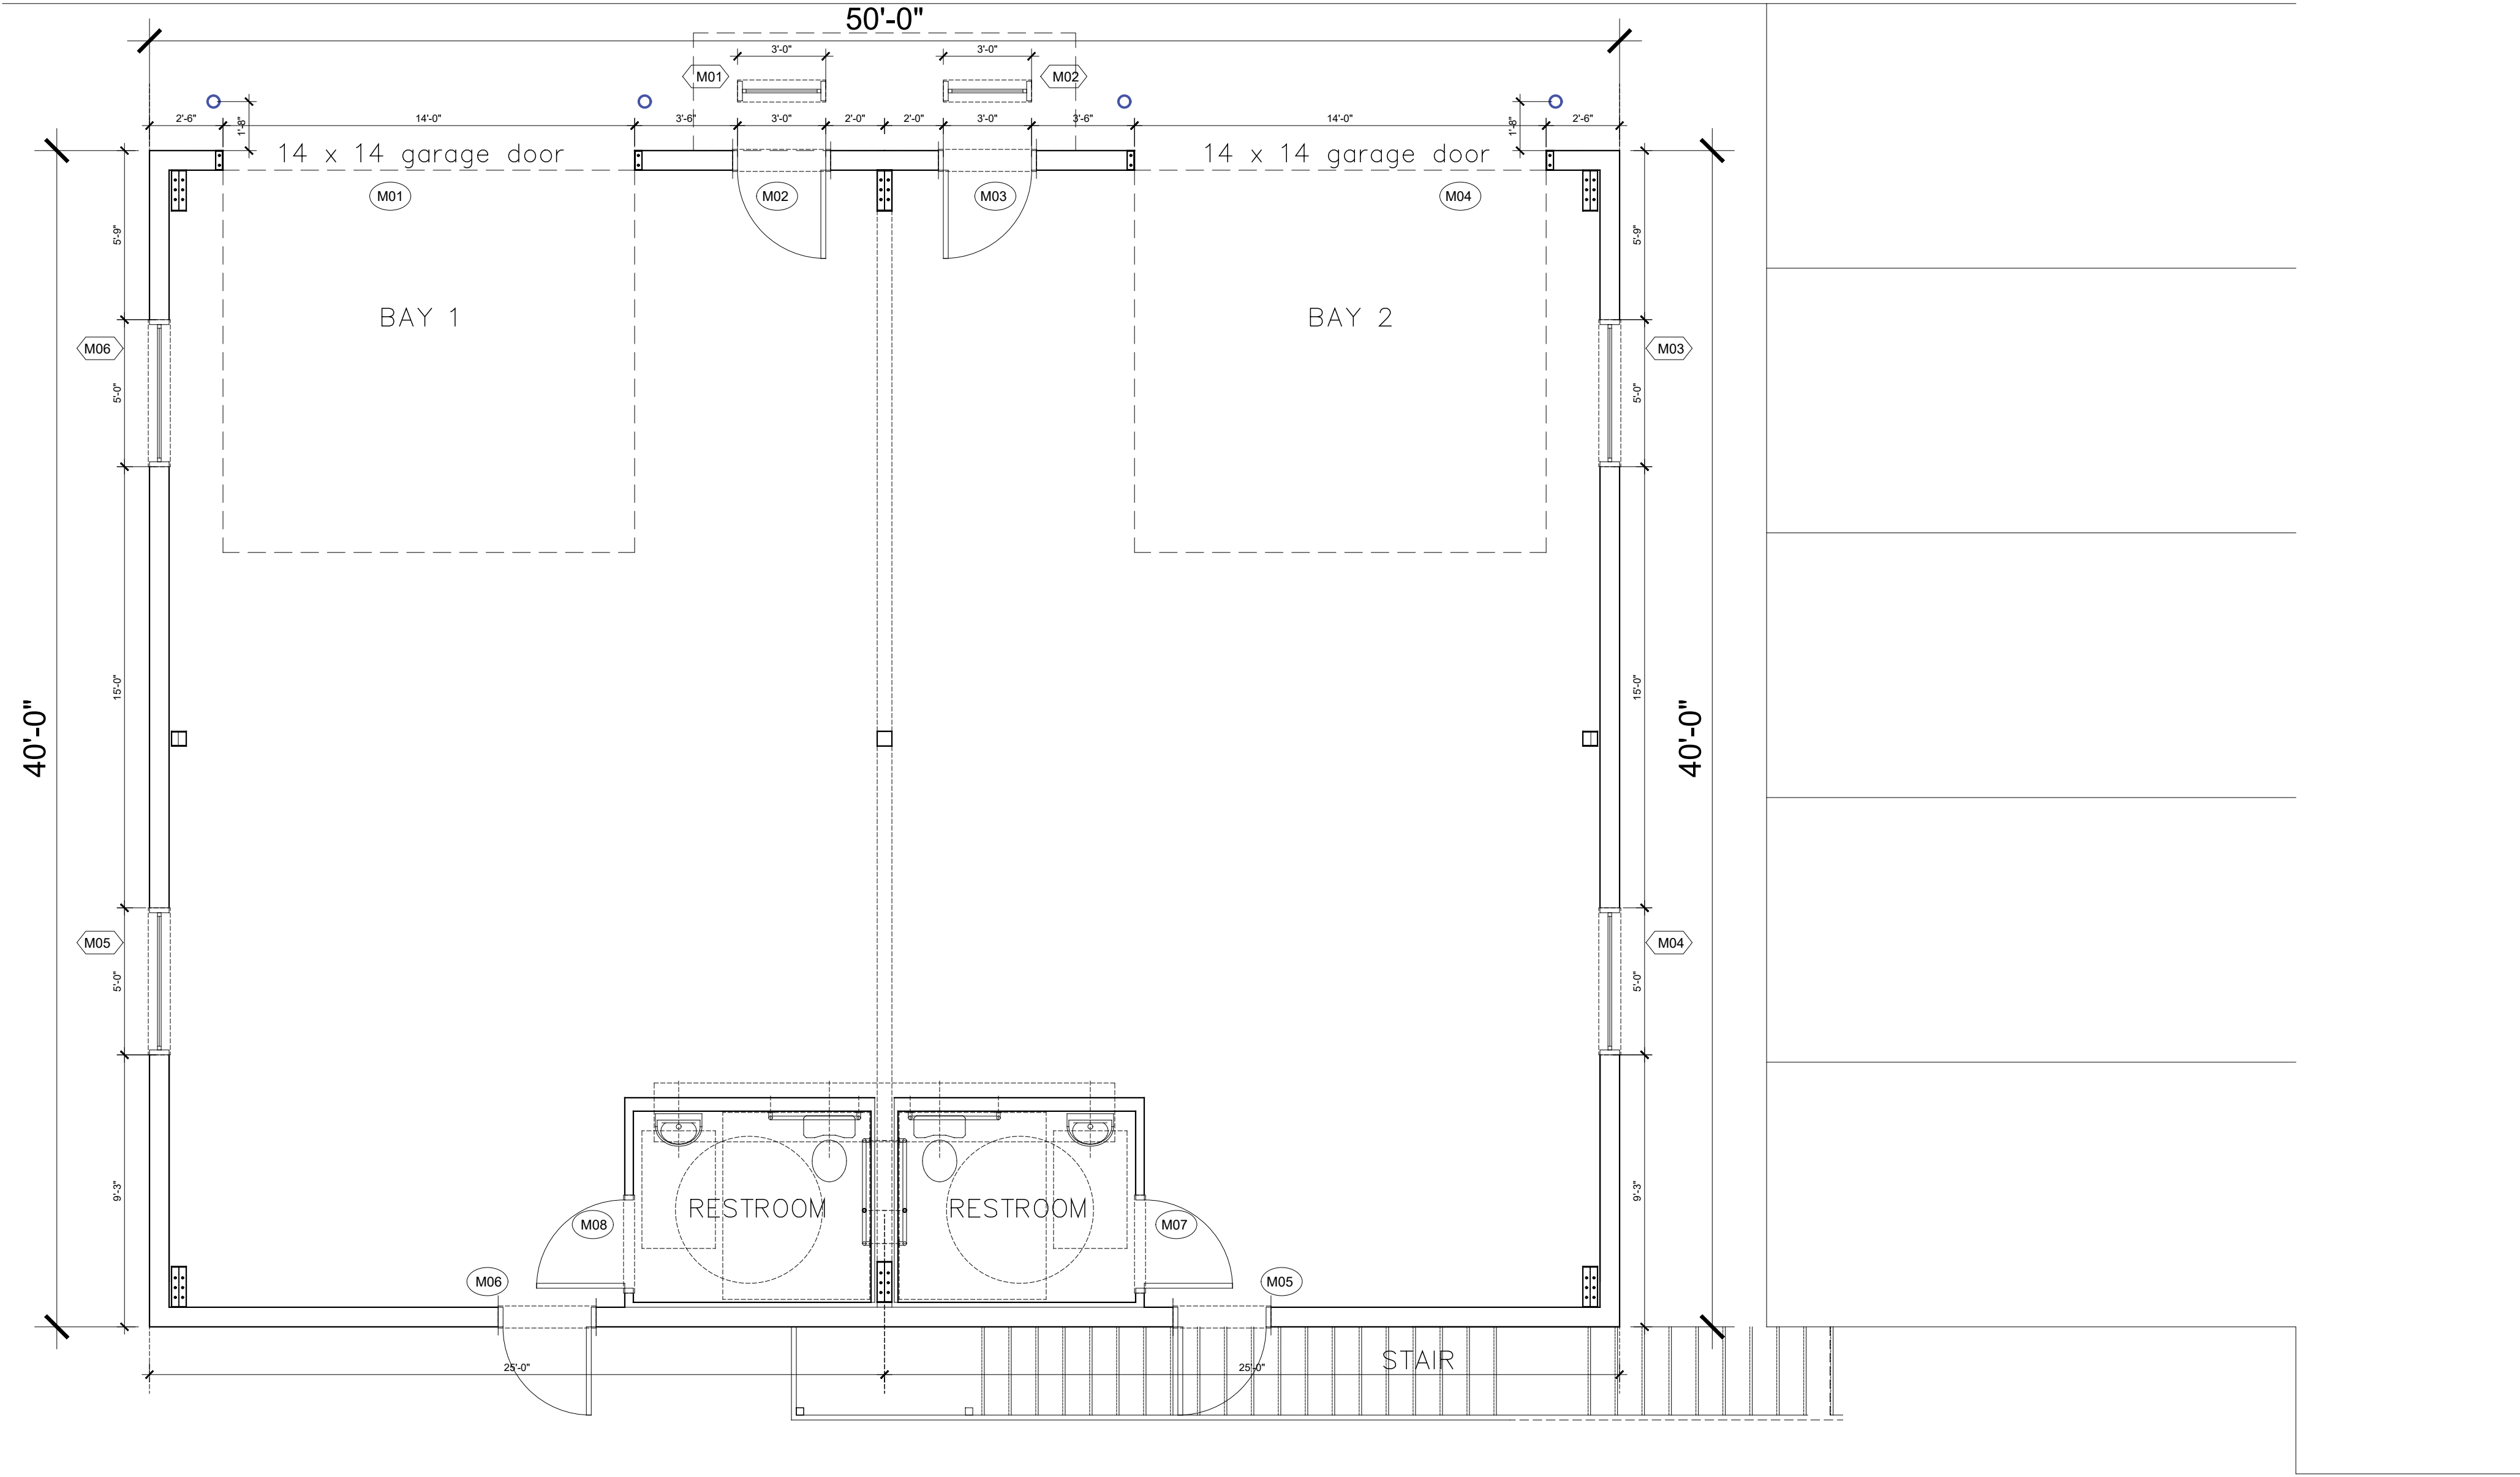 50'-0"
3'-0"
3'-0"
M01
M02
2'-6"
1'-8"
14'-0"
3'-6"
3'-0"
2'-0"
2'-0"
3'-0"
3'-6"
14'-0"
1'-8"
2'-6"
14 x 14 garage door
14 x 14 garage door
M01
M02
M03
M04
5'-9"
5'-9"
BAY 1
BAY 2
M06
M03
5'-0"
5'-0"
15'-0"
15'-0"
40'-0"
40'-0"
M05
M04
5'-0"
5'-0"
9'-3"
9'-3"
RESTROOM
RESTROOM
M08
M07
M06
M05
25'-0"
25'-0"
STAIR